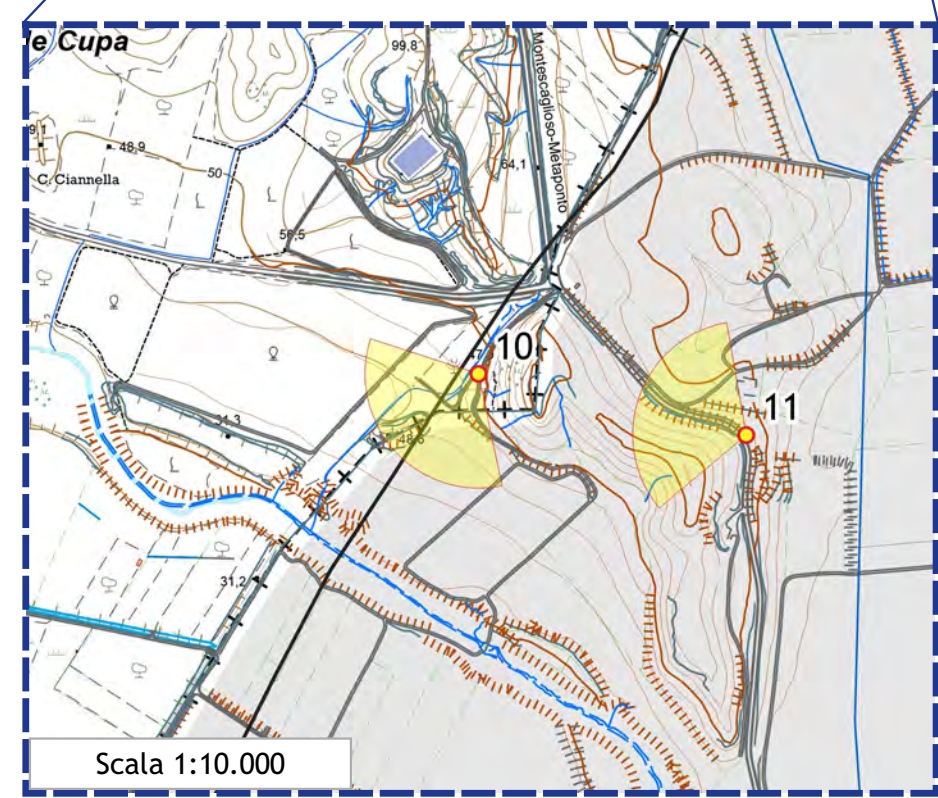 le Cupa
99,8
Montescaglioso-Metaponto
9,1
48,9
64,1
C. Ciannella
50
56,5
10
11
48,6
31,3
31,2
Scala 1:10.000